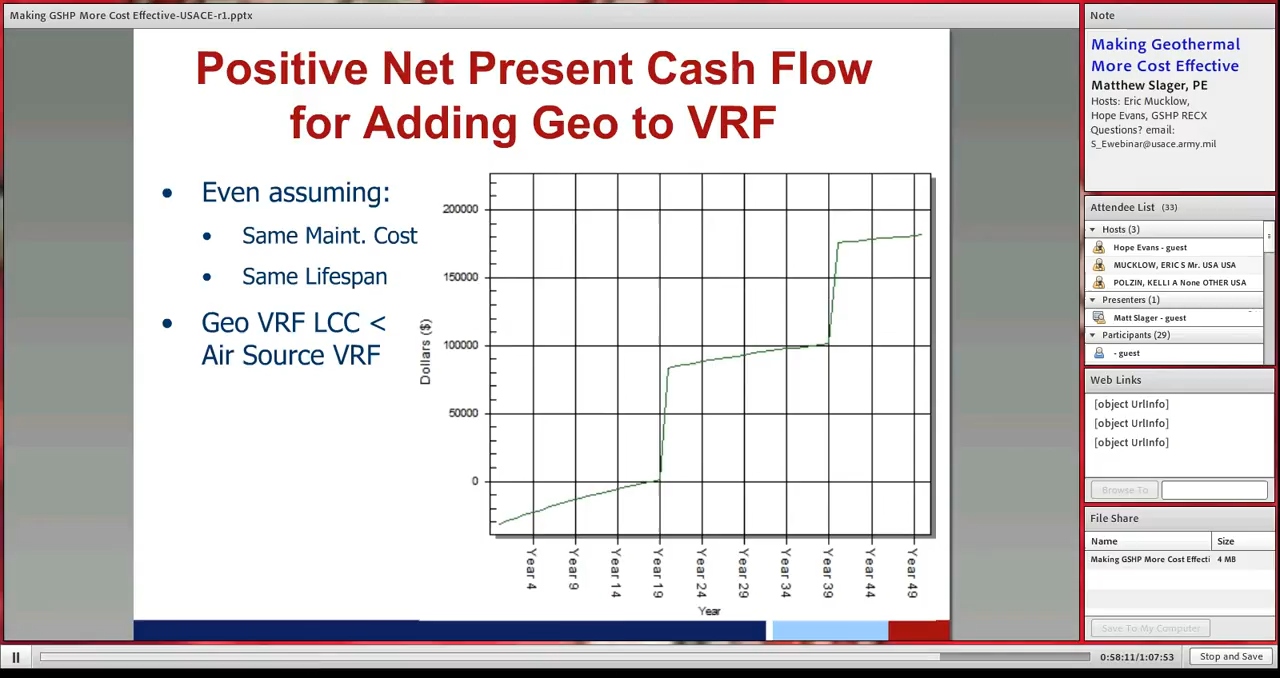 Making GSHP More Cost Effective-USACE-r1.pptx
Positive Net Present Cash Flow
for Adding Geo to VRF
• Even assuming:
• Same Maint. Cost
• Same Lifespan
• Geo VRF LCC <
Air Source VRF
Dollars ($)
200000
150000
100000
50000
0
Year 4
Year 9
Year 14
Year 19
Year 24
Year 29
Year 34
Year 39
Year 44
Year 49
Year
Note
Making Geothermal
More Cost Effective
Matthew Slager, PE
Hosts: Eric Mucklow,
Hope Evans, GSHP RECX
Questions? email:
S_Ewebinar@usace.army.mil
Attendee List (33)
Hosts (3)
Hope Evans - guest
MUCKLOW, ERIC S Mr. USA USA
POLZIN, KELLI A None OTHER USA
Presenters (1)
Matt Slager - guest
Participants (29)
- guest
Web Links
[object UrlInfo]
[object UrlInfo]
[object UrlInfo]
Browse To
File Share
Name Size
Making GSHP More Cost Effecti 4 MB
Save To My Computer
0:58:11/1:07:53
Stop and Save